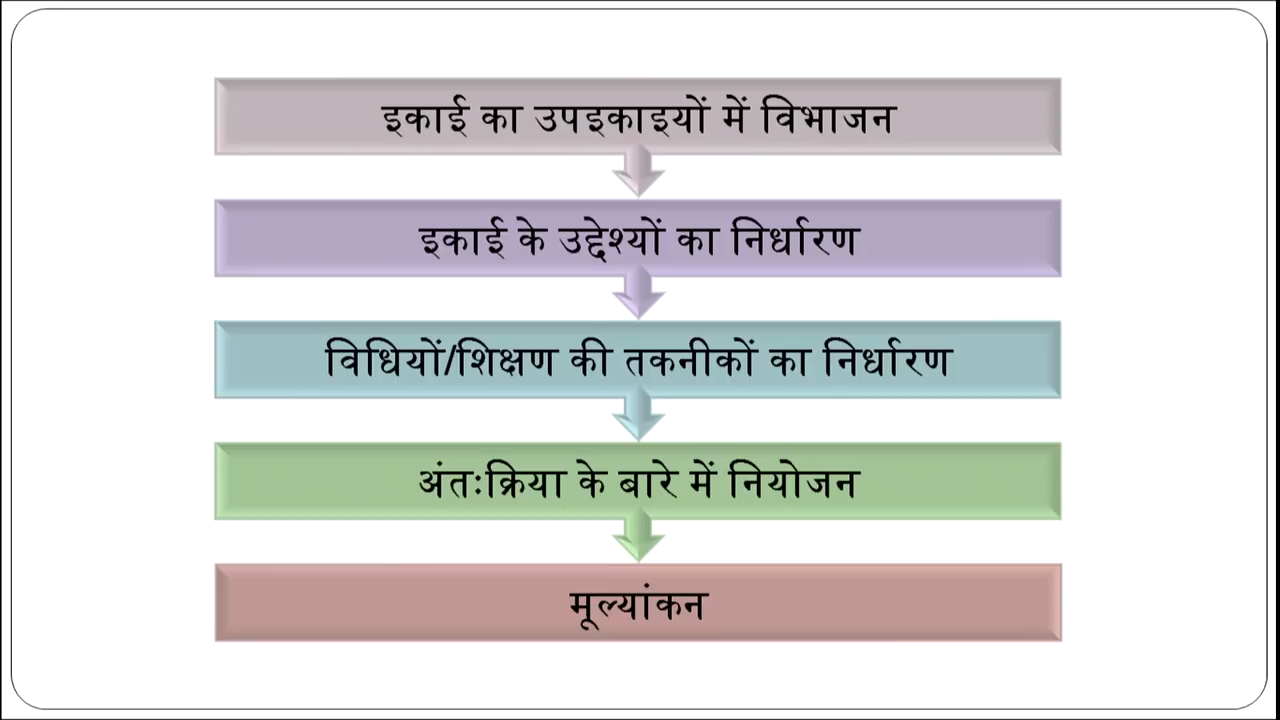 इकाई का उपइकाइयों में विभाजन
इकाई के उद्देश्यों का निर्धारण
विधियों/शिक्षण की तकनीकों का निर्धारण
अंतःक्रिया के बारे में नियोजन
मूल्यांकन